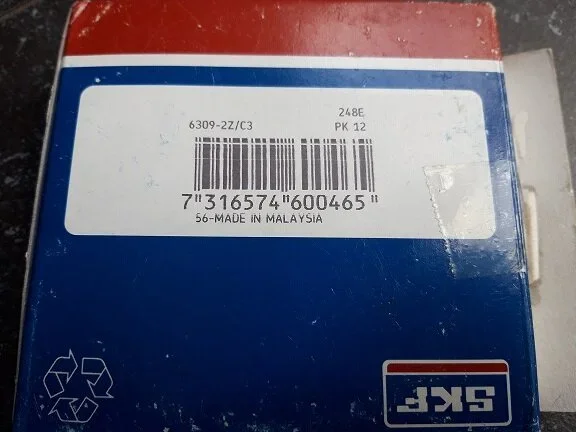 248E
6309-2Z/C3 PK 12
7"316574"600465"
56-MADE IN MALAYSIA
SKF